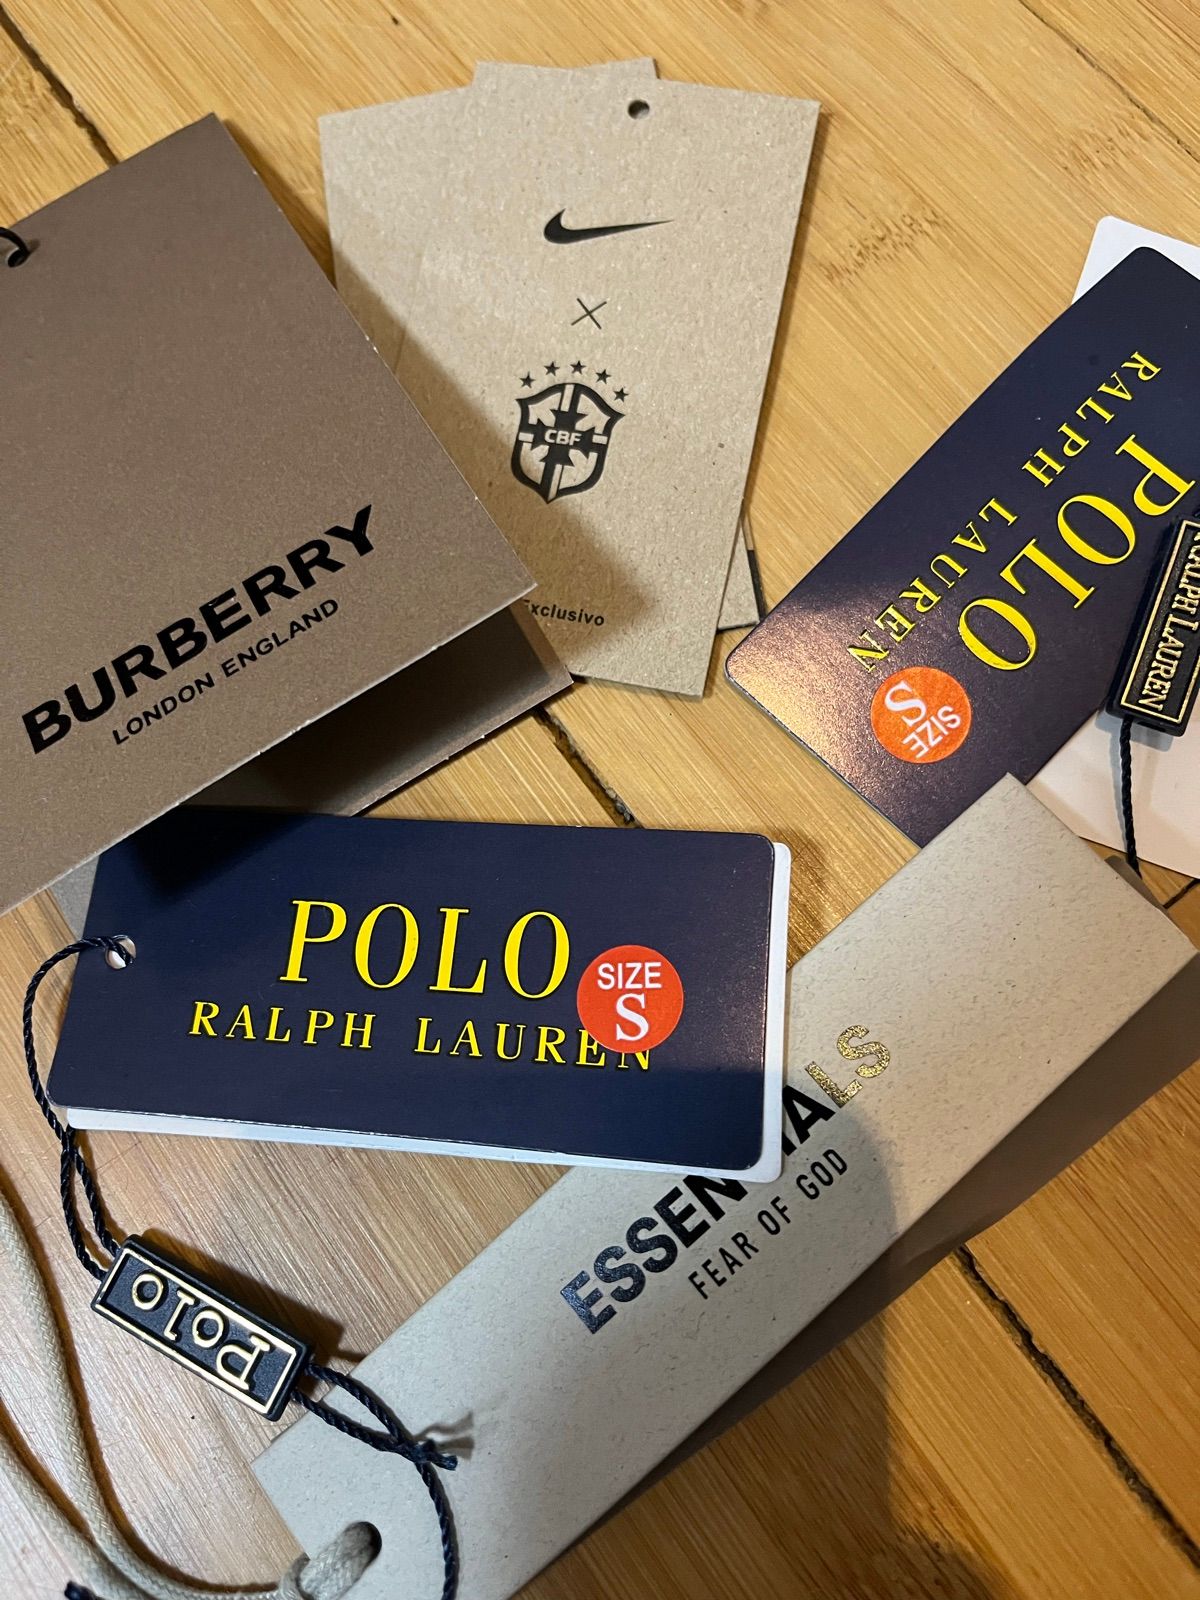 BURBERRY
LONDON ENGLAND
CBF
Exclusivo
POLO
RALPH LAUREN
SIZE
S
RALPH LAUREN
POLO
RALPH LAUREN
SIZE
S
Polo
ESSENTIALS
FEAR OF GOD